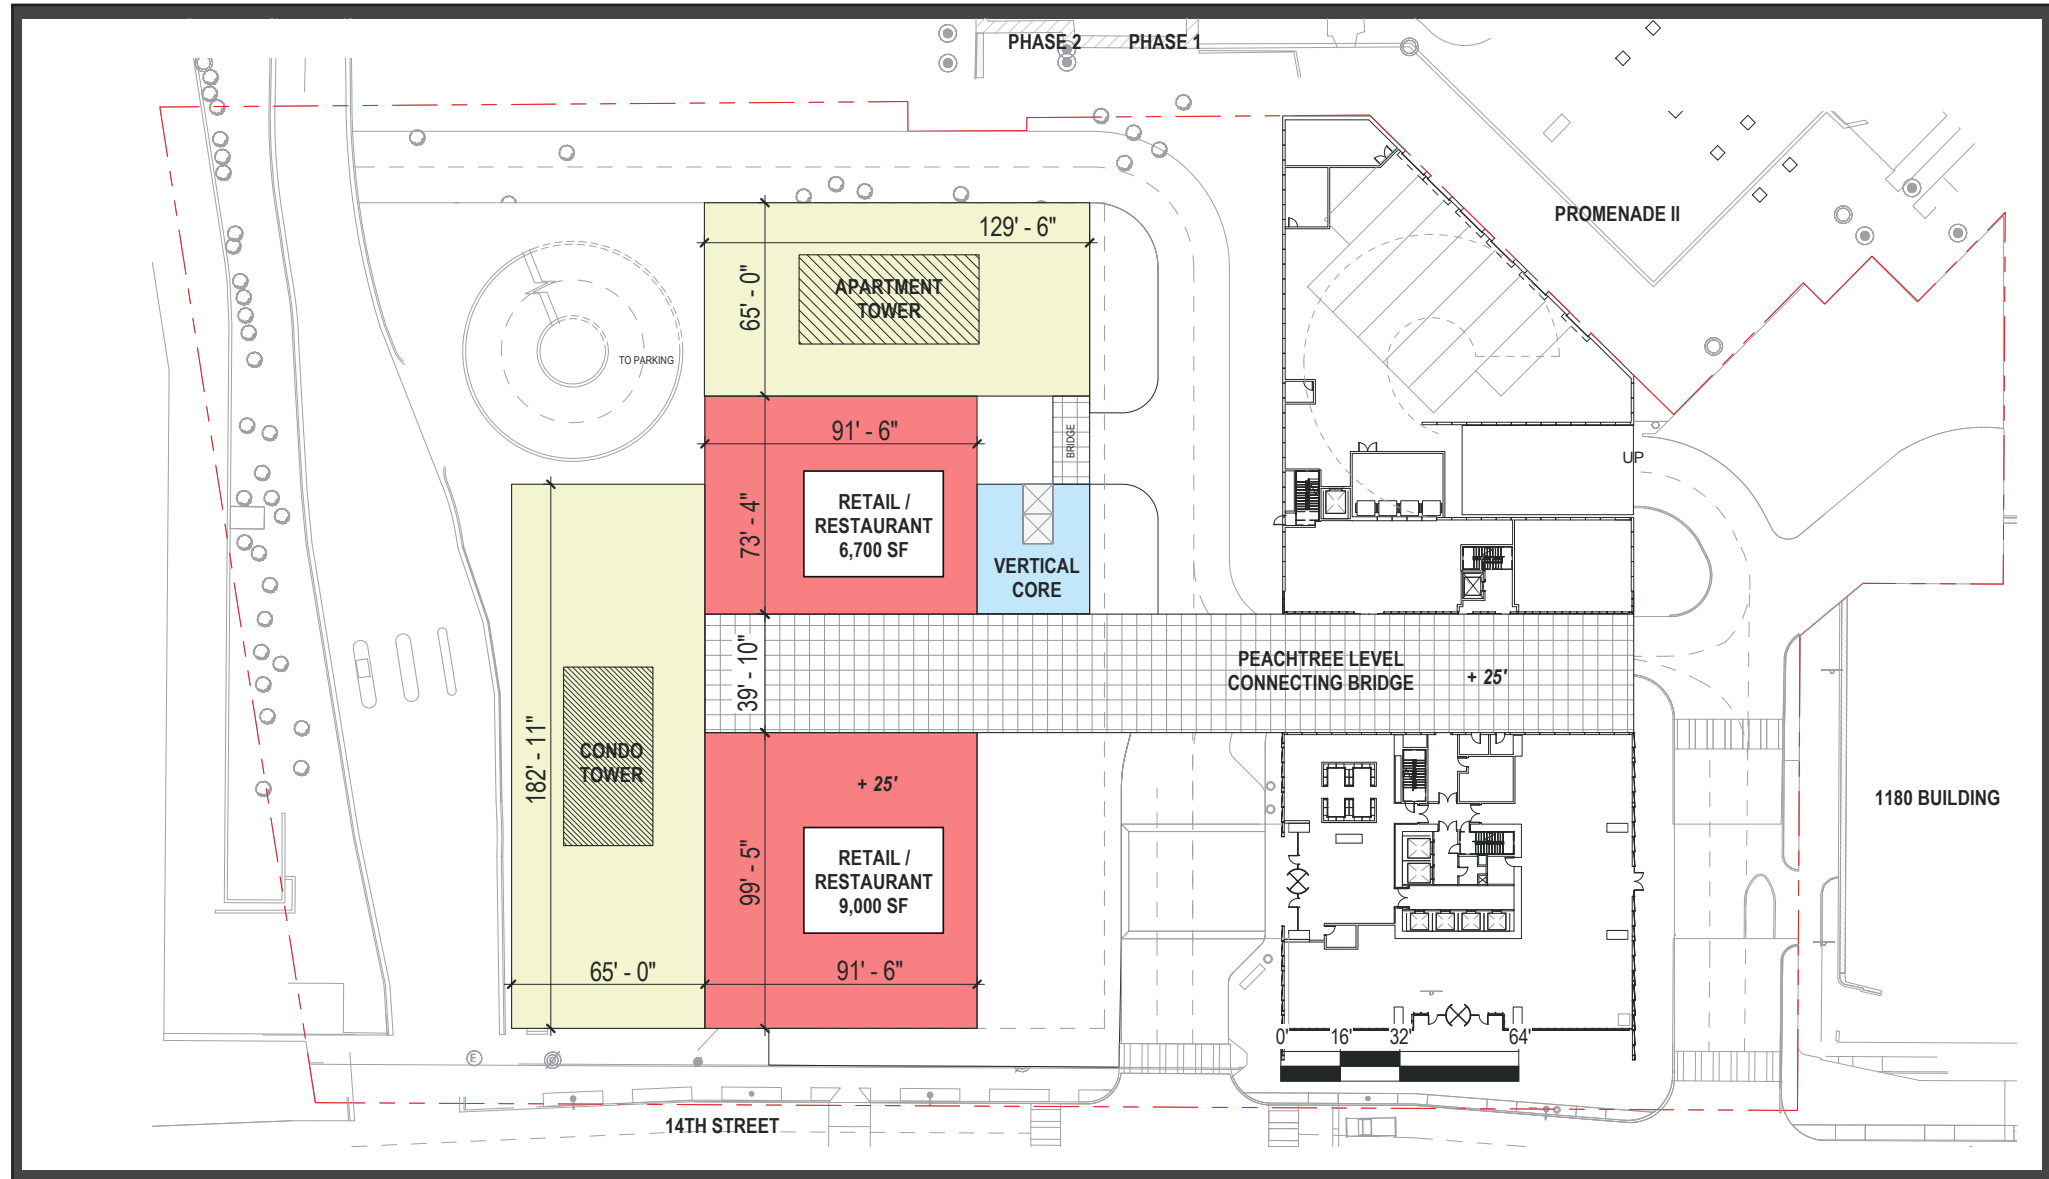 PHASE 2
PHASE 1
PROMENADE II
129' - 6"
65' - 0"
APARTMENT
TOWER
TO PARKING
91' - 6"
BRIDGE
UP
73' - 4"
RETAIL /
RESTAURANT
6,700 SF
VERTICAL
CORE
39' - 10"
PEACHTREE LEVEL
CONNECTING BRIDGE
+ 25'
182' - 11"
CONDO
TOWER
+ 25'
1180 BUILDING
99' - 5"
RETAIL /
RESTAURANT
9,000 SF
65' - 0"
91' - 6"
0'
16'
32'
64'
E
14TH STREET